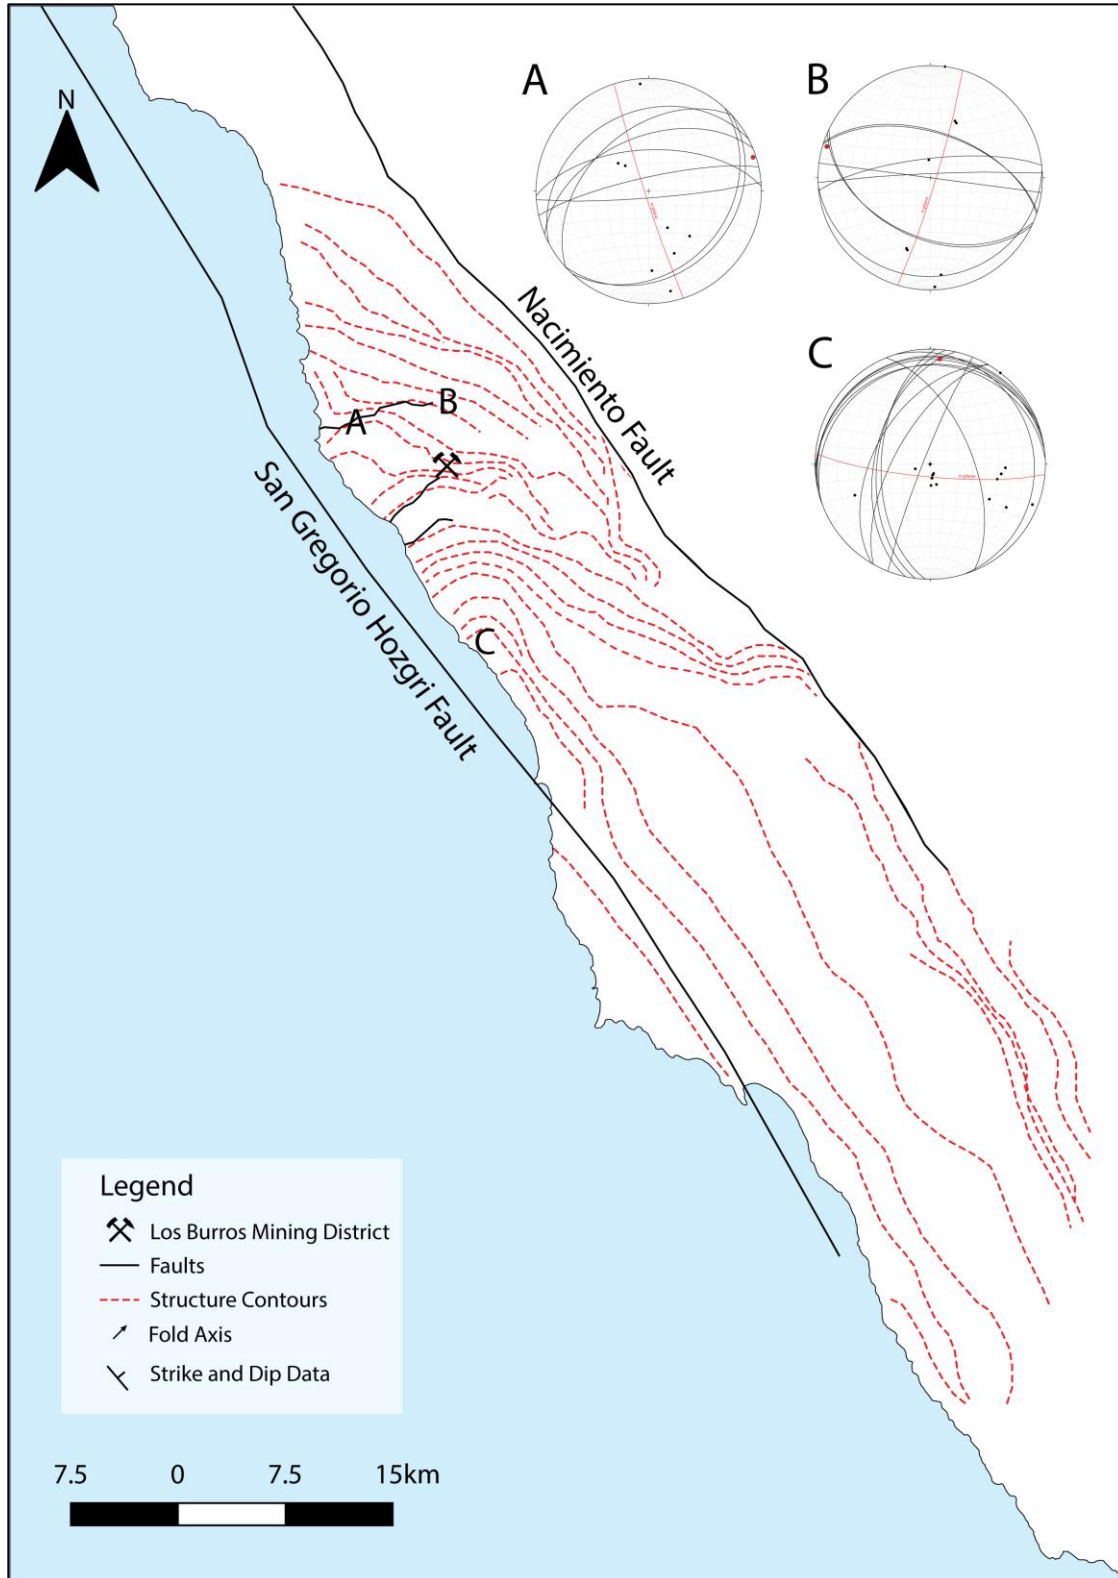 N
A
B
C
Nacimiento Fault
A
B
San Gregorio Hozgri Fault
C
Legend
Los Burros Mining District
Faults
Structure Contours
Fold Axis
Strike and Dip Data
7.5 0 7.5 15km